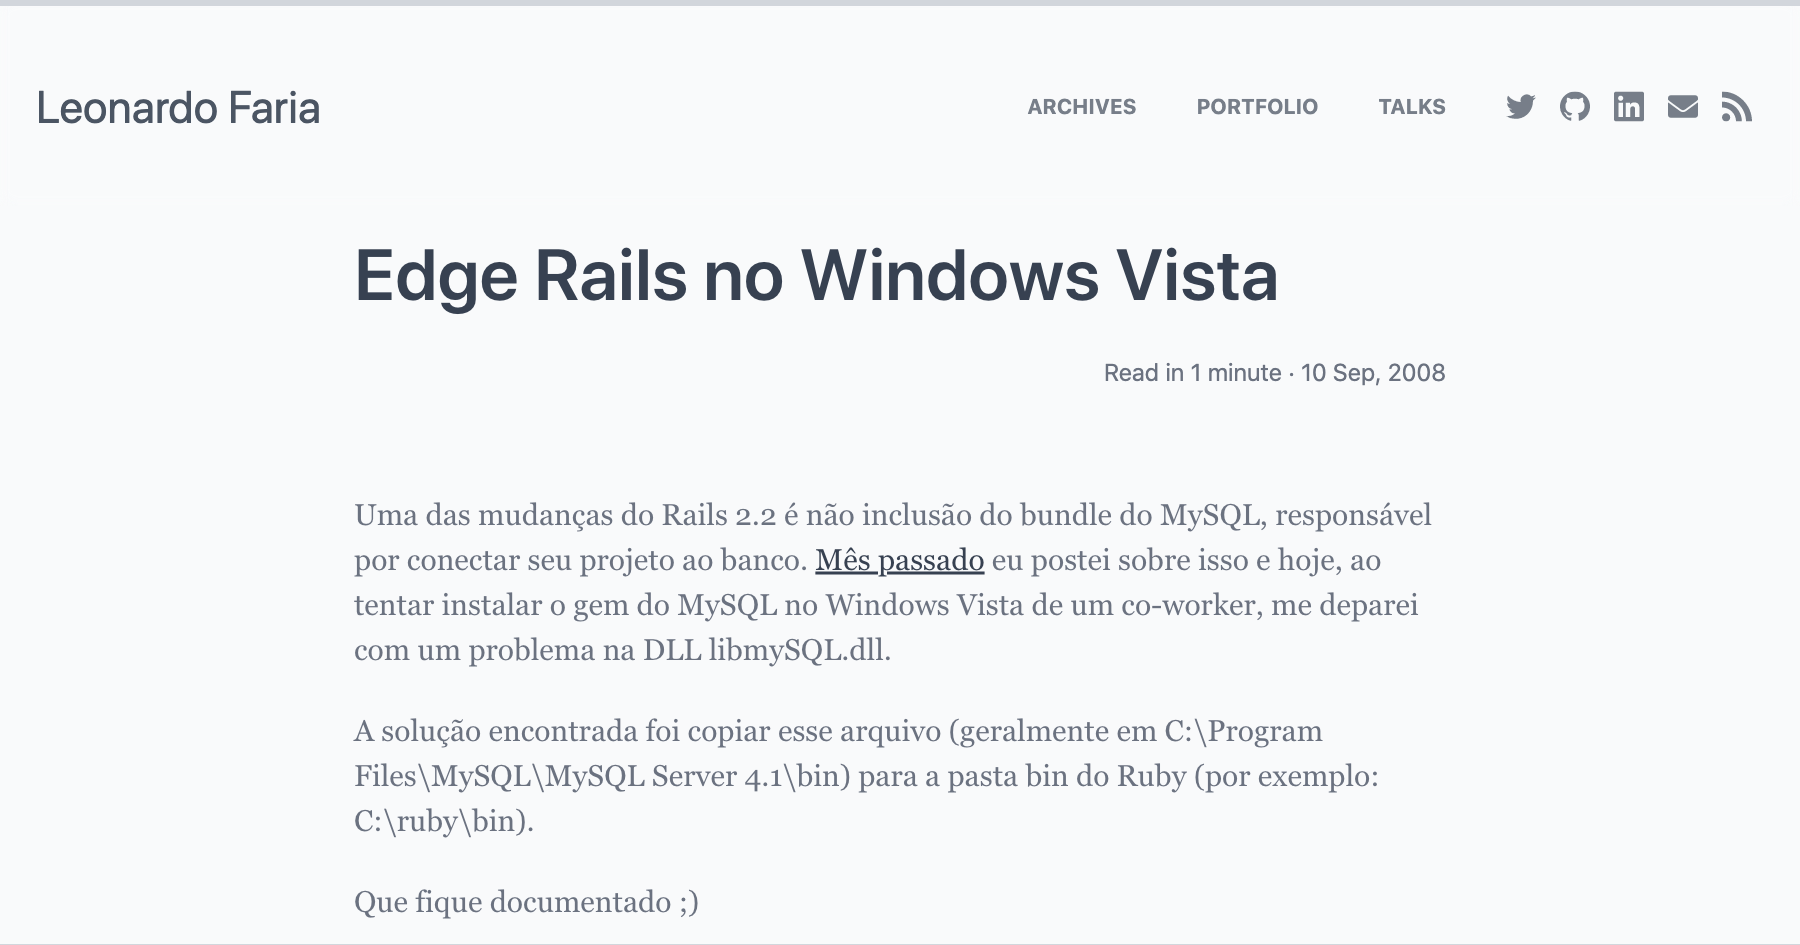 Leonardo Faria
ARCHIVES PORTFOLIO TALKS
Edge Rails no Windows Vista
Read in 1 minute · 10 Sep, 2008
Uma das mudanças do Rails 2.2 é não inclusão do bundle do MySQL, responsável
por conectar seu projeto ao banco. Mês passado eu postei sobre isso e hoje, ao
tentar instalar o gem do MySQL no Windows Vista de um co-worker, me deparei
com um problema na DLL libmySQL.dll.
A solução encontrada foi copiar esse arquivo (geralmente em C:\Program
Files\MySQL\MySQL Server 4.1\bin) para a pasta bin do Ruby (por exemplo:
C:\ruby\bin).
Que fique documentado ;)